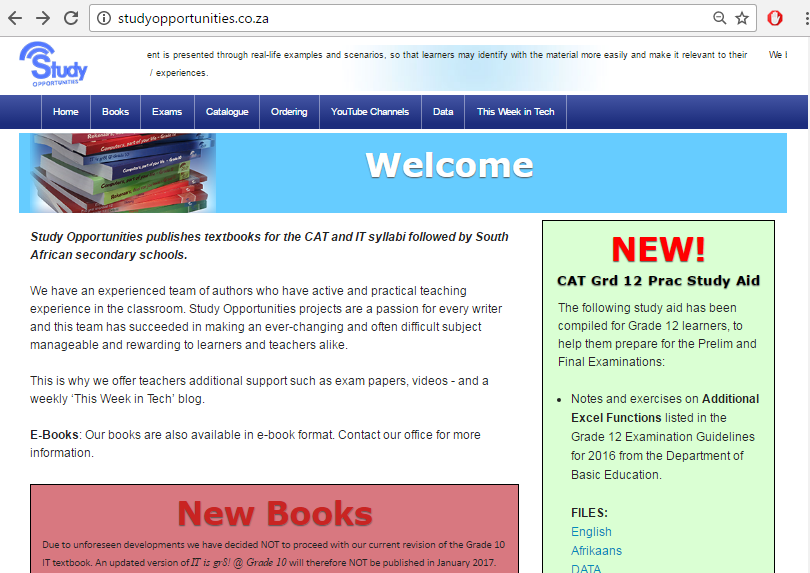 studyopportunities.co.za
Study
OPPORTUNITIES
ent is presented through real-life examples and scenarios, so that learners may identify with the material more easily and make it relevant to their We b
/ experiences.
Home Books Exams Catalogue Ordering YouTube Channels Data This Week in Tech
Welcome
Study Opportunities publishes textbooks for the CAT and IT syllabi followed by South
African secondary schools.
We have an experienced team of authors who have active and practical teaching
experience in the classroom. Study Opportunities projects are a passion for every writer
and this team has succeeded in making an ever-changing and often difficult subject
manageable and rewarding to learners and teachers alike.
This is why we offer teachers additional support such as exam papers, videos - and a
weekly ‘This Week in Tech’ blog.
E-Books: Our books are also available in e-book format. Contact our office for more
information.
New Books
Due to unforeseen developments we have decided NOT to proceed with our current revision of the Grade 10
IT textbook. An updated version of IT is gr8! @ Grade 10 will therefore NOT be published in January 2017.
NEW!
CAT Grd 12 Prac Study Aid
The following study aid has been
compiled for Grade 12 learners, to
help them prepare for the Prelim and
Final Examinations:
• Notes and exercises on Additional
Excel Functions listed in the
Grade 12 Examination Guidelines
for 2016 from the Department of
Basic Education.
FILES:
English
Afrikaans
DATA